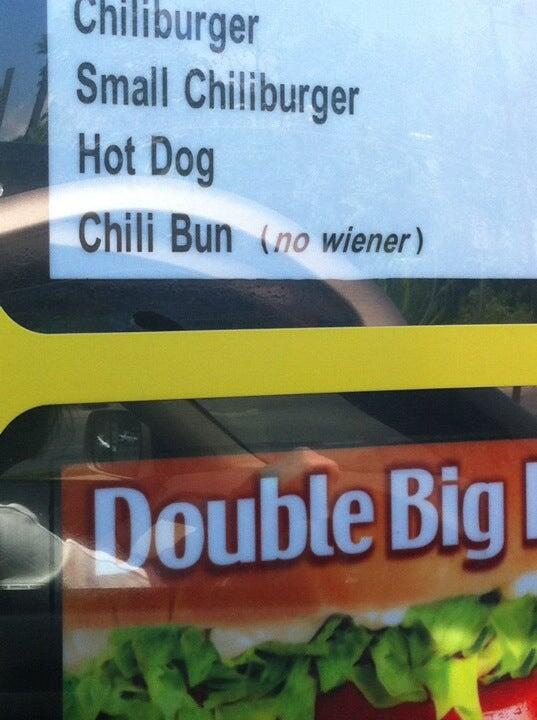 Chiliburger
Small Chiliburger
Hot Dog
Chili Bun (no wiener)
Double Big